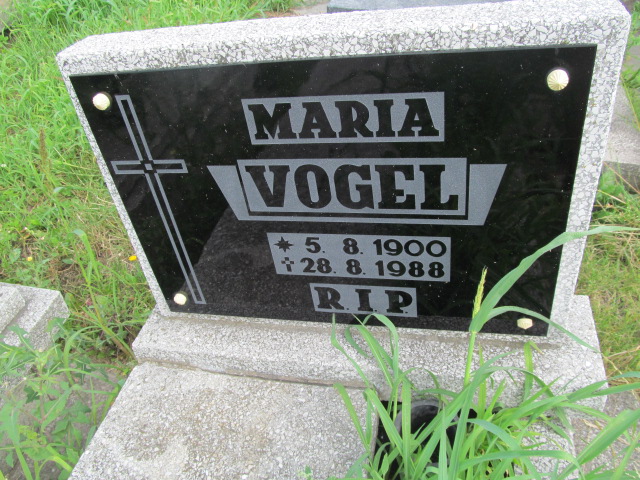 MARIA
VOGEL
* 5. 8. 1900
† 28. 8. 1988
R.I.P.